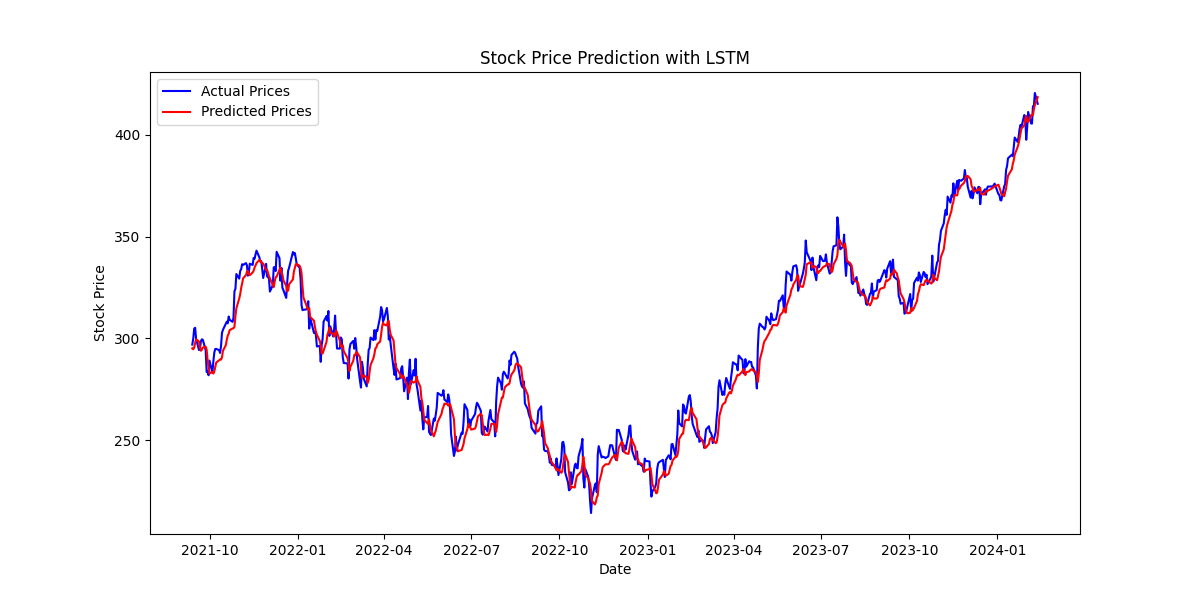 Stock Price Prediction with LSTM
Actual Prices
Predicted Prices
400
350
300
250
Stock Price
2021-10
2022-01
2022-04
2022-07
2022-10
2023-01
2023-04
2023-07
2023-10
2024-01
Date